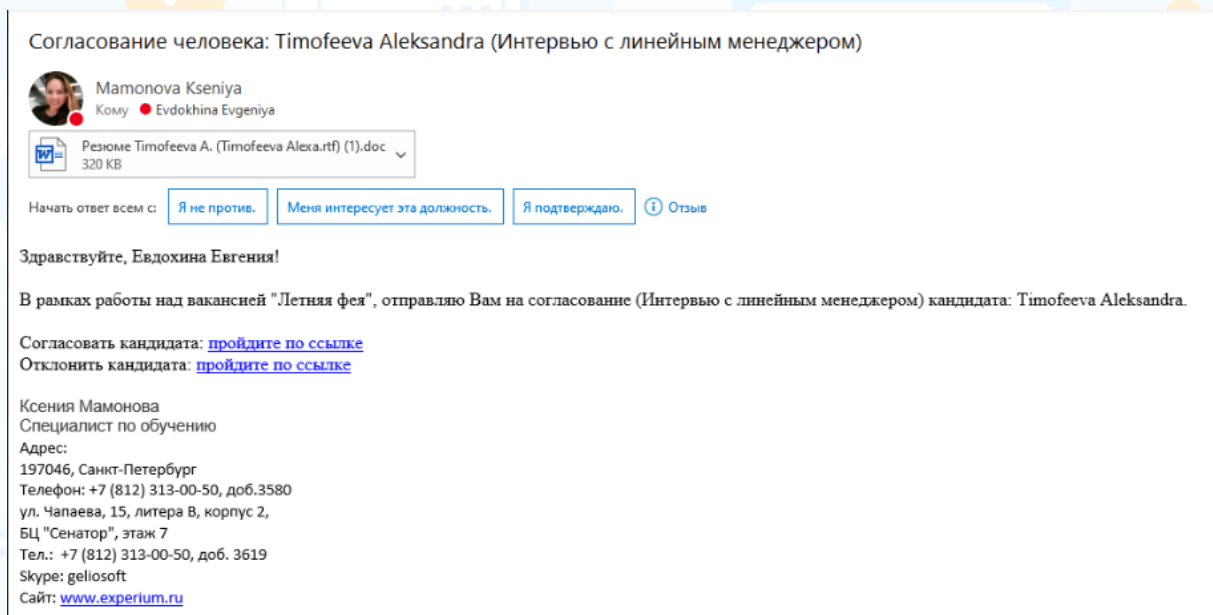 Согласование человека: Timofeeva Aleksandra (Интервью с линейным менеджером)
Mamonova Kseniya
Кому Evdokhina Evgeniya
Резюме Timofeeva A. (Timofeeva Alexa.rtf) (1).doc
320 KB
Начать ответ всем с: Я не против. Меня интересует эта должность. Я подтверждаю. Отзыв
Здравствуйте, Евдохина Евгения!
В рамках работы над вакансией "Летняя фея", отправляю Вам на согласование (Интервью с линейным менеджером) кандидата: Timofeeva Aleksandra.
Согласовать кандидата: пройдите по ссылке
Отклонить кандидата: пройдите по ссылке
Ксения Мамонова
Специалист по обучению
Адрес:
197046, Санкт-Петербург
Телефон: +7 (812) 313-00-50, доб.3580
ул. Чапаева, 15, литера В, корпус 2,
БЦ "Сенатор", этаж 7
Тел.: +7 (812) 313-00-50, доб. 3619
Skype: geliosoft
Сайт: www.experium.ru